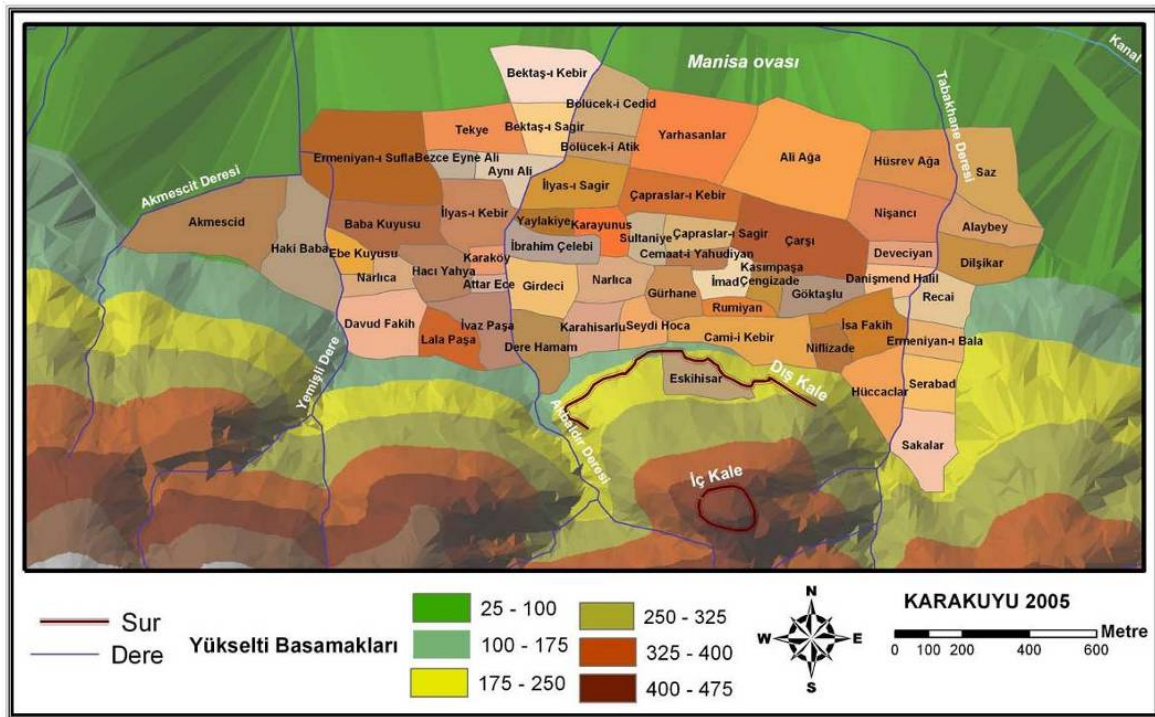 Manisa ovası
Kanal
Bektaş-ı Kebir
Bölücek-i Cedid
Tabakhane Deresi
Tekye
Bektaş-ı Sagir
Yarhasanlar
Bölücek-i Atik
Ali Ağa
Ermeniyan-ı Sufla
Bezce Eyne Ali
Hüsrev Ağa
Aynı Ali
Saz
Akmescit Deresi
İlyas-ı Sagir
Çapraslar-ı Kebir
Akmescid
Baba Kuyusu
İlyas-ı Kebir
Yaylakiye
Karayunus
Nişancı
Sultaniye
Çapraslar-ı Sagir
Çarşı
Alaybey
Haki Baba
Ebe Kuyusu
Karaköy
İbrahim Çelebi
Cemaat-i Yahudiyan
Deveciyan
Dilşikar
Narlıca
Hacı Yahya
Attar Ece
Girdeci
Narlıca
Gürhane
İmad
Kasımpaşa
Çengizade
Göktaşlu
Danişmend Halil
Recai
Davud Fakih
İvaz Paşa
Lala Paşa
Dere Hamam
Karahisarlu
Seydi Hoca
Rumiyan
Cami-i Kebir
İsa Fakih
Niflizade
Ermeniyan-ı Bala
Yemişli Dere
Eskihisar
Dış Kale
Hüccaclar
Serabad
Akbaldır Deresi
Sakalar
İç Kale
Sur
Dere
Yükselti Basamakları
25 - 100
100 - 175
175 - 250
250 - 325
325 - 400
400 - 475
N
W
E
S
KARAKUYU 2005
Metre
0 100 200 400 600